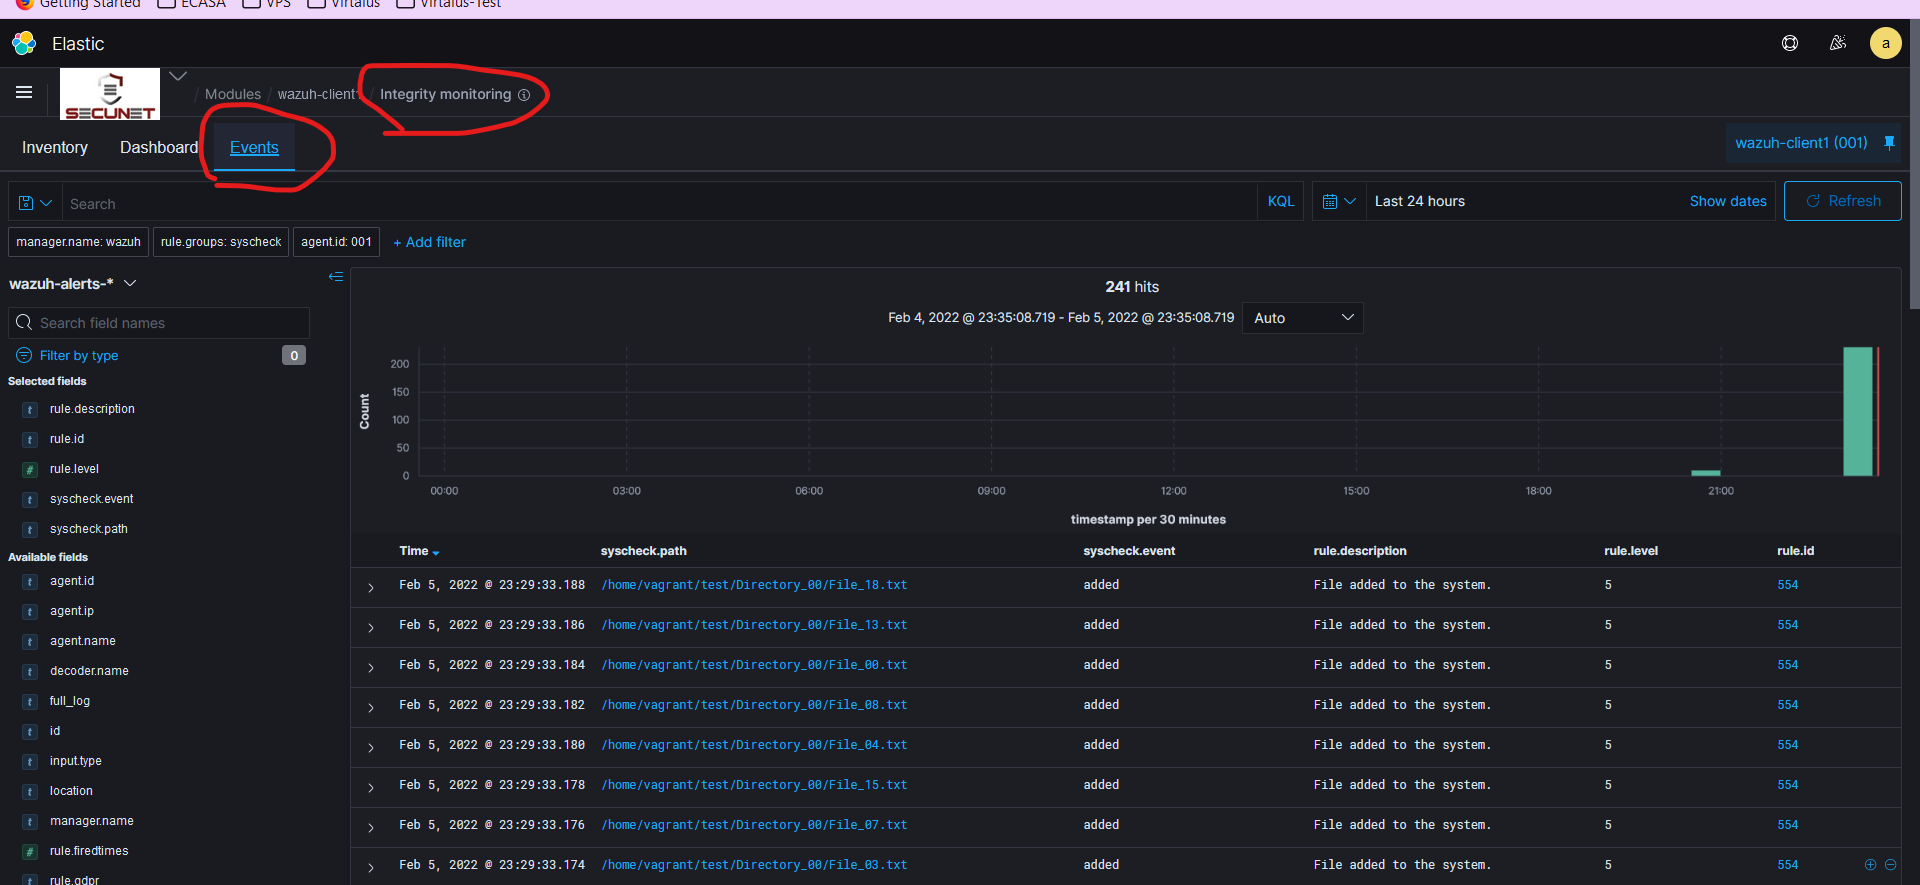 Getting Started ECASA VPS Virtalus Virtalus-Test
Elastic
a
SECUNET
/ Modules / wazuh-client1 / Integrity monitoring
Inventory Dashboard Events
wazuh-client1 (001)
Search KQL Last 24 hours Show dates Refresh
manager.name: wazuh rule.groups: syscheck agent.id: 001 + Add filter
wazuh-alerts-*
Search field names
Filter by type 0
Selected fields
t rule.description
t rule.id
# rule.level
t syscheck.event
t syscheck.path
Available fields
t agent.id
t agent.ip
t agent.name
t decoder.name
t full_log
t id
t input.type
t location
t manager.name
# rule.firedtimes
t rule.gdpr
241 hits
Feb 4, 2022 @ 23:35:08.719 - Feb 5, 2022 @ 23:35:08.719 Auto
Count
200
150
100
50
0
00:00 03:00 06:00 09:00 12:00 15:00 18:00 21:00
timestamp per 30 minutes
Time syscheck.path syscheck.event rule.description rule.level rule.id
Feb 5, 2022 @ 23:29:33.188 /home/vagrant/test/Directory_00/File_18.txt added File added to the system. 5 554
Feb 5, 2022 @ 23:29:33.186 /home/vagrant/test/Directory_00/File_13.txt added File added to the system. 5 554
Feb 5, 2022 @ 23:29:33.184 /home/vagrant/test/Directory_00/File_00.txt added File added to the system. 5 554
Feb 5, 2022 @ 23:29:33.182 /home/vagrant/test/Directory_00/File_08.txt added File added to the system. 5 554
Feb 5, 2022 @ 23:29:33.180 /home/vagrant/test/Directory_00/File_04.txt added File added to the system. 5 554
Feb 5, 2022 @ 23:29:33.178 /home/vagrant/test/Directory_00/File_15.txt added File added to the system. 5 554
Feb 5, 2022 @ 23:29:33.176 /home/vagrant/test/Directory_00/File_07.txt added File added to the system. 5 554
Feb 5, 2022 @ 23:29:33.174 /home/vagrant/test/Directory_00/File_03.txt added File added to the system. 5 554